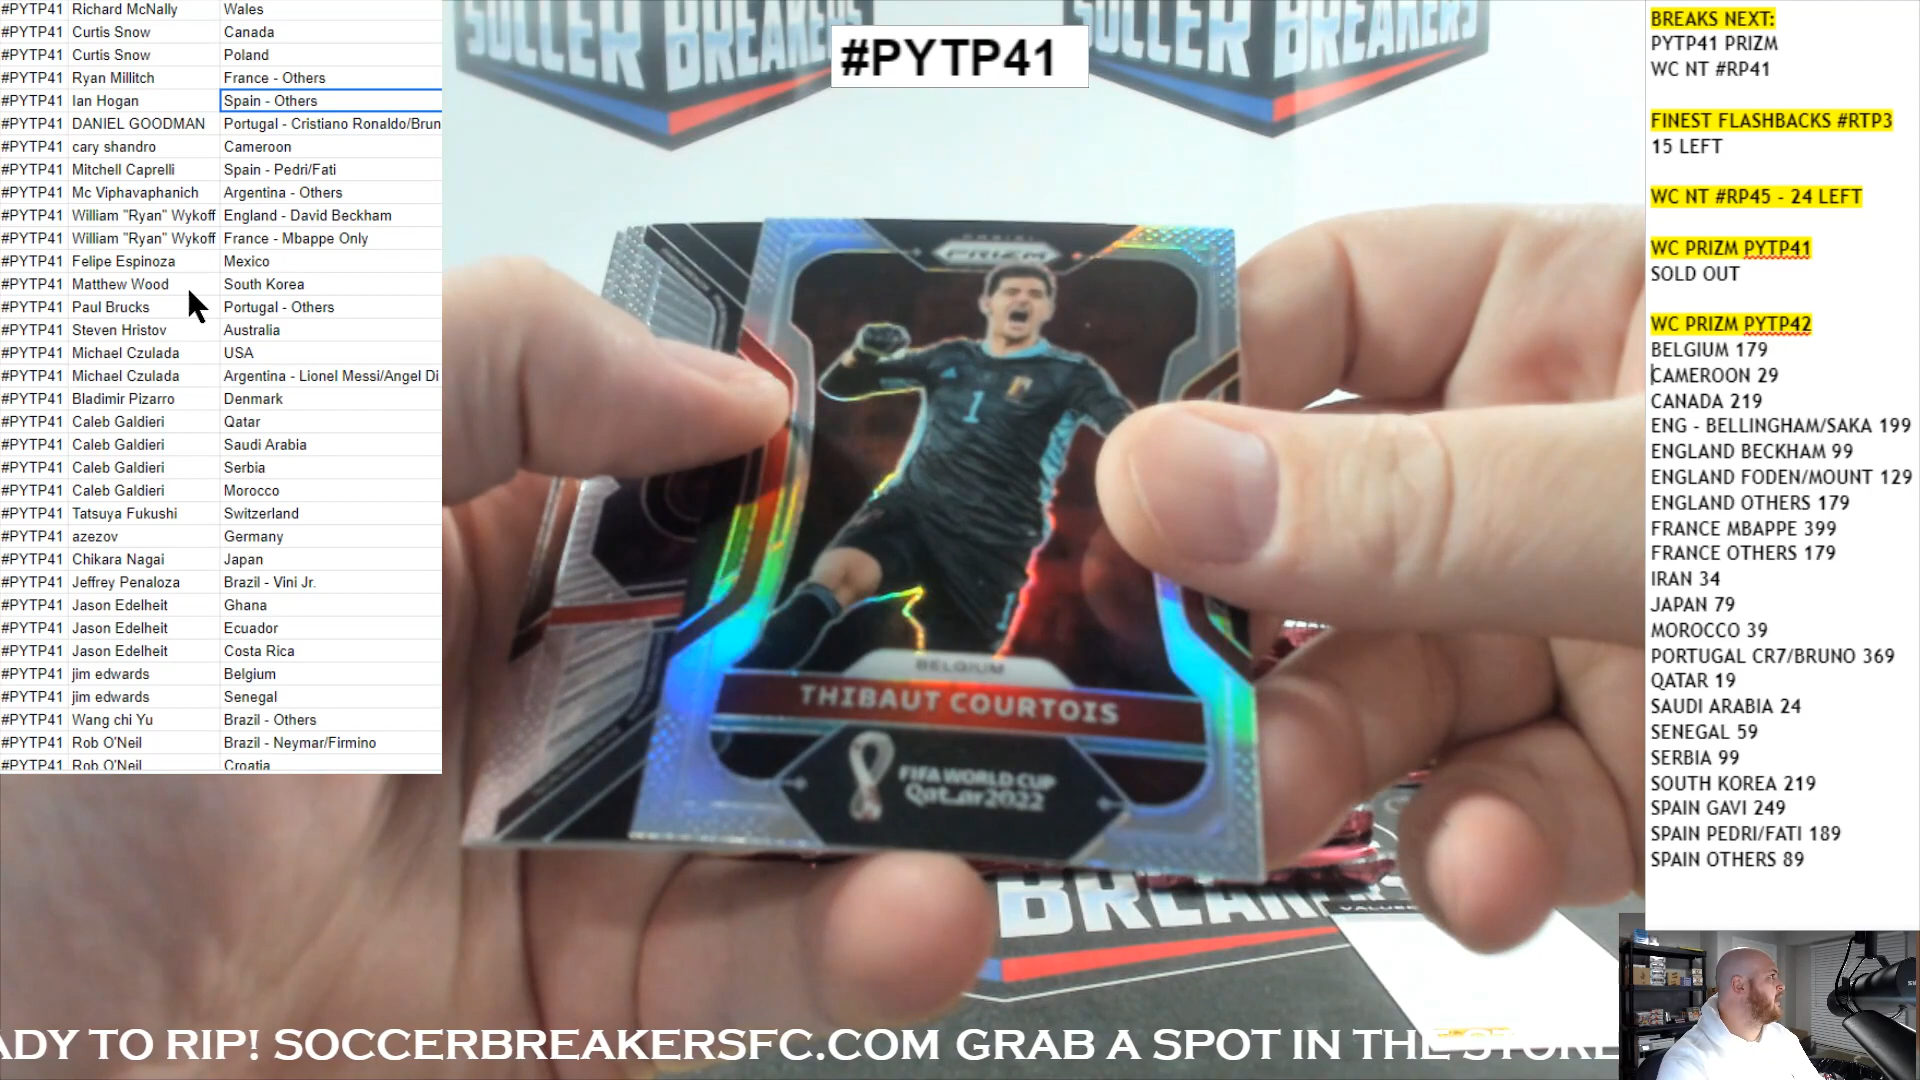 #PYTP41 Richard McNally Wales
#PYTP41 Curtis Snow Canada
#PYTP41 Curtis Snow Poland
#PYTP41 Ryan Millitch France - Others
#PYTP41 Ian Hogan Spain - Others
#PYTP41 DANIEL GOODMAN Portugal - Cristiano Ronaldo/Brun
#PYTP41 cary shandro Cameroon
#PYTP41 Mitchell Caprelli Spain - Pedri/Fati
#PYTP41 Mc Viphavaphanich Argentina - Others
#PYTP41 William "Ryan" Wykoff England - David Beckham
#PYTP41 William "Ryan" Wykoff France - Mbappe Only
#PYTP41 Felipe Espinoza Mexico
#PYTP41 Matthew Wood South Korea
#PYTP41 Paul Brucks Portugal - Others
#PYTP41 Steven Hristov Australia
#PYTP41 Michael Czulada USA
#PYTP41 Michael Czulada Argentina - Lionel Messi/Angel Di
#PYTP41 Bladimir Pizarro Denmark
#PYTP41 Caleb Galdieri Qatar
#PYTP41 Caleb Galdieri Saudi Arabia
#PYTP41 Caleb Galdieri Serbia
#PYTP41 Caleb Galdieri Morocco
#PYTP41 Tatsuya Fukushi Switzerland
#PYTP41 azezov Germany
#PYTP41 Chikara Nagai Japan
#PYTP41 Jeffrey Penaloza Brazil - Vini Jr.
#PYTP41 Jason Edelheit Ghana
#PYTP41 Jason Edelheit Ecuador
#PYTP41 Jason Edelheit Costa Rica
#PYTP41 jim edwards Belgium
#PYTP41 jim edwards Senegal
#PYTP41 Wang chi Yu Brazil - Others
#PYTP41 Rob O'Neil Brazil - Neymar/Firmino
#PYTP41 Rob O'Neil Croatia
SOCCER BREAKERS
#PYTP41
SOCCER BREAKERS
PANINI
PRIZM
1
1
BELGIUM
THIBAUT COURTOIS
FIFA WORLD CUP
Qatar2022
BREAKERS
BREAKS NEXT:
PYTP41 PRIZM
WC NT #RP41
FINEST FLASHBACKS #RTP3
15 LEFT
WC NT #RP45 - 24 LEFT
WC PRIZM PYTP41
SOLD OUT
WC PRIZM PYTP42
BELGIUM 179
CAMEROON 29
CANADA 219
ENG - BELLINGHAM/SAKA 199
ENGLAND BECKHAM 99
ENGLAND FODEN/MOUNT 129
ENGLAND OTHERS 179
FRANCE MBAPPE 399
FRANCE OTHERS 179
IRAN 34
JAPAN 79
MOROCCO 39
PORTUGAL CR7/BRUNO 369
QATAR 19
SAUDI ARABIA 24
SENEGAL 59
SERBIA 99
SOUTH KOREA 219
SPAIN GAVI 249
SPAIN PEDRI/FATI 189
SPAIN OTHERS 89
ADY TO RIP! SOCCERBREAKERSFC.COM GRAB A SPOT IN THE STORE